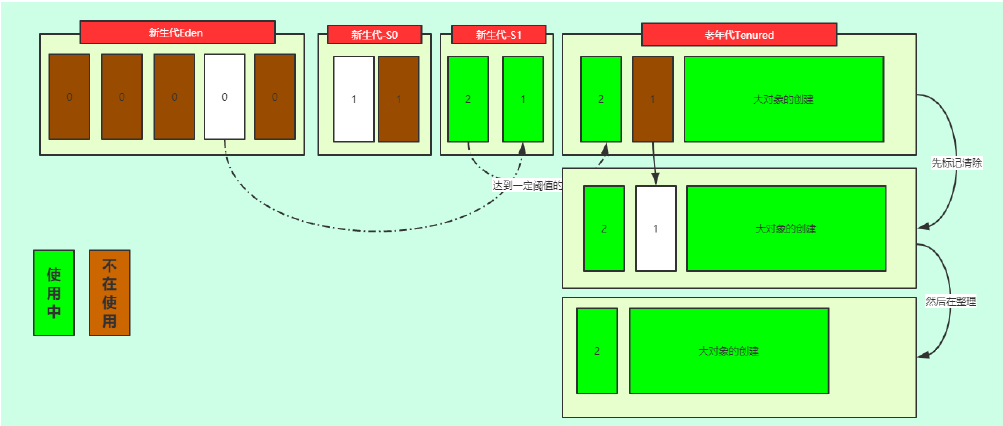 新生代Eden
新生代-S0
新生代-S1
老年代Tenured
0
0
0
0
0
1
1
2
1
2
1
大对象的创建
先标记清除
达到一定阈值的
2
1
大对象的创建
使用中
不在使用
然后在整理
2
大对象的创建